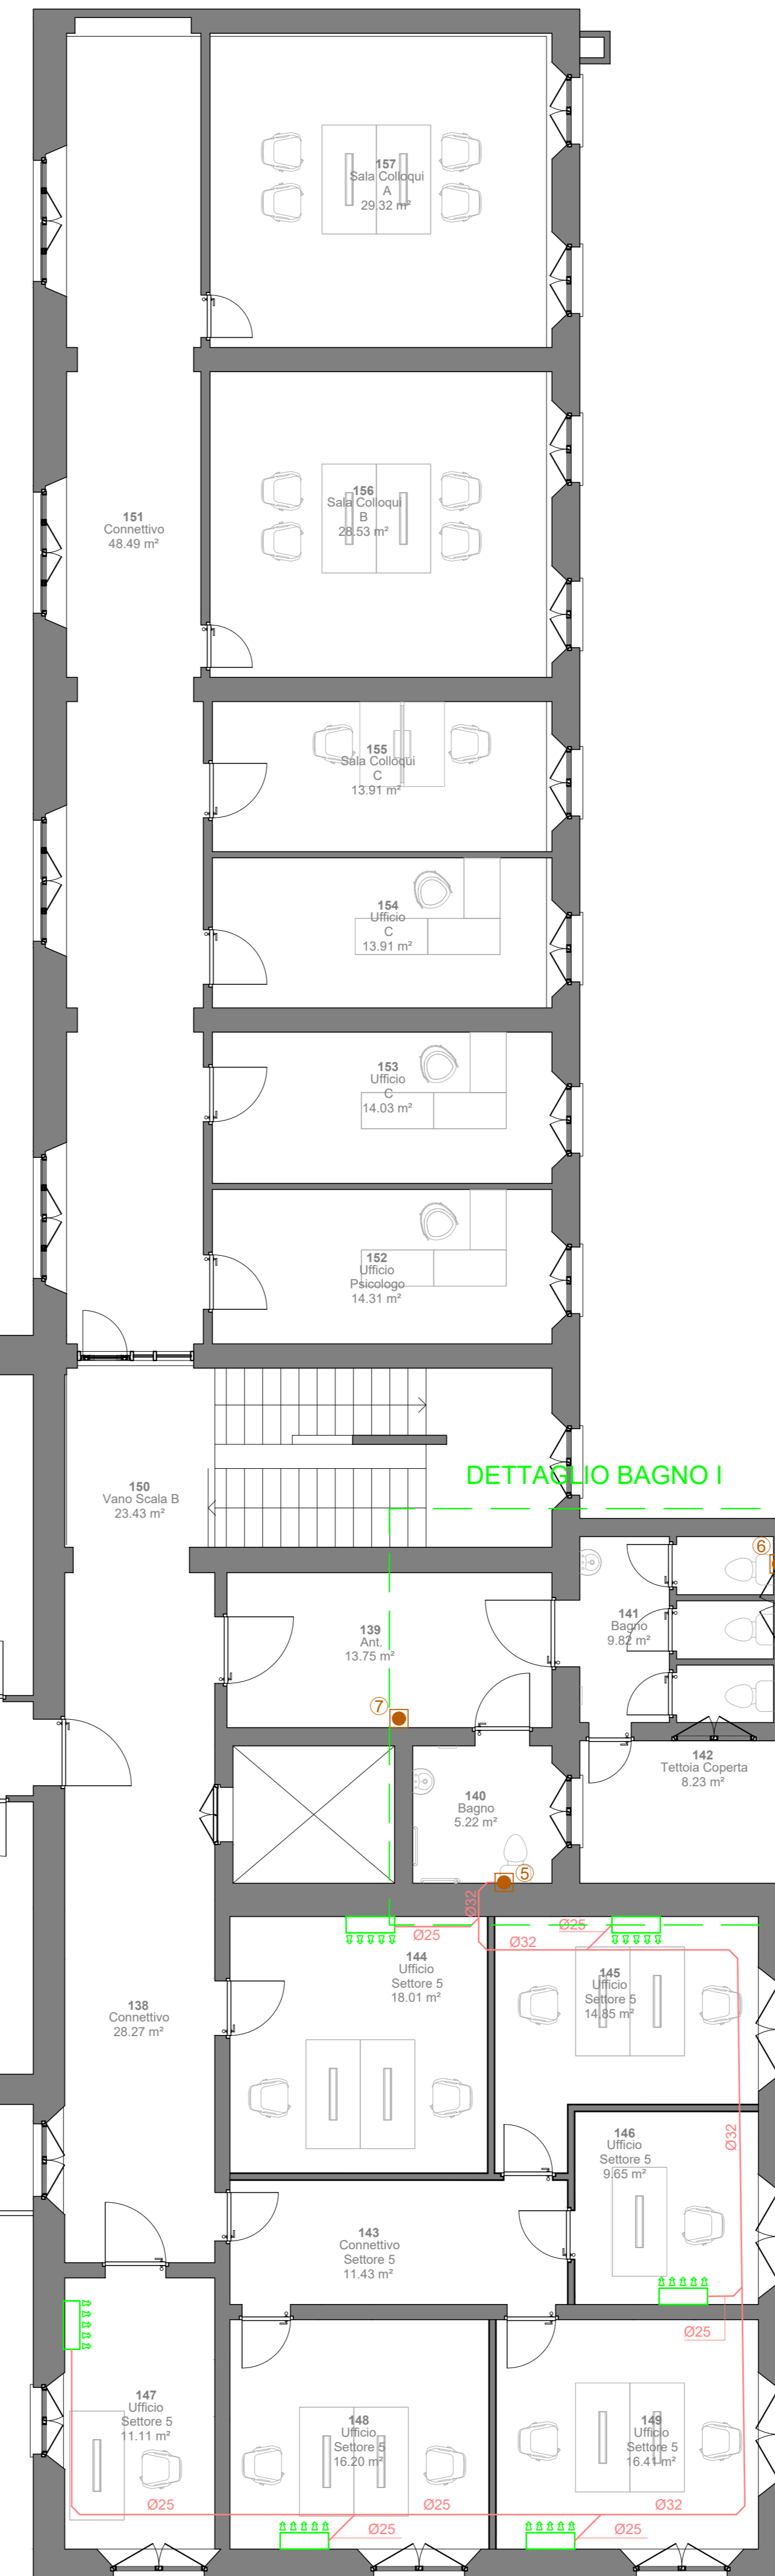 157
Sala Colloqui
A
29.32 m²
156
Sala Colloqui
B
28.53 m²
151
Connettivo
48.49 m²
155
Sala Colloqui
C
13.91 m²
154
Ufficio
C
13.91 m²
153
Ufficio
C
14.03 m²
152
Ufficio
Psicologo
14.31 m²
DETTAGLIO BAGNO I
150
Vano Scala B
23.43 m²
6
141
Bagno
9.82 m²
139
Ant.
13.75 m²
7
142
Tettoia Coperta
8.23 m²
140
Bagno
5.22 m²
5
Ø32
Ø25
Ø25
Ø32
144
Ufficio
Settore 5
18.01 m²
145
Ufficio
Settore 5
14.85 m²
138
Connettivo
28.27 m²
Ø32
146
Ufficio
Settore 5
9.65 m²
143
Connettivo
Settore 5
11.43 m²
Ø25
147
Ufficio
Settore 5
11.11 m²
148
Ufficio
Settore 5
16.20 m²
149
Ufficio
Settore 5
16.41 m²
Ø25
Ø25
Ø32
Ø25
Ø25